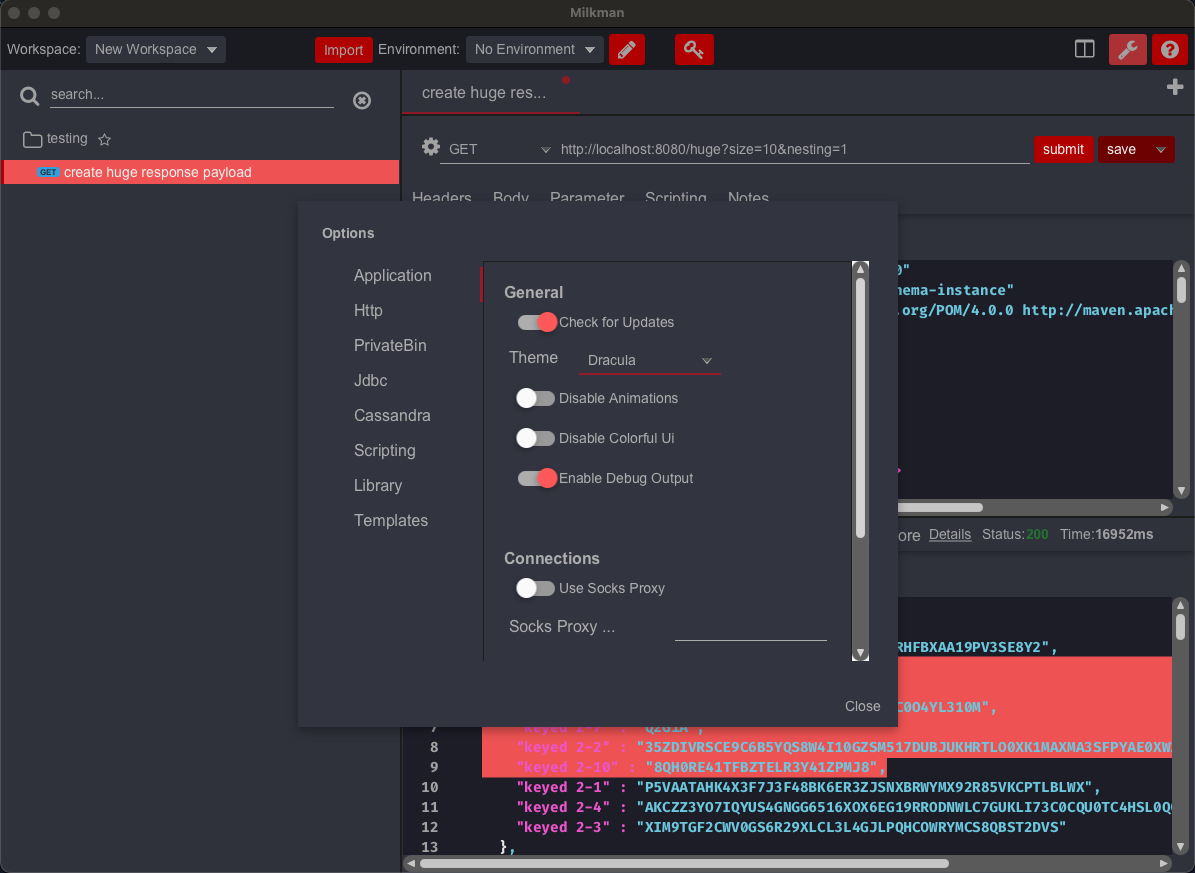 Milkman
Workspace: New Workspace Import Environment: No Environment
search...
create huge res...
testing
GET http://localhost:8080/huge?size=10&nesting=1 submit save
GET create huge response payload
Headers Body Parameter Scripting Notes
Options
Application
Http
PrivateBin
Jdbc
Cassandra
Scripting
Library
Templates
General
Check for Updates
Theme Dracula
Disable Animations
Disable Colorful Ui
Enable Debug Output
Connections
Use Socks Proxy
Socks Proxy ...
Close
0"
hema-instance"
.org/POM/4.0.0 http://maven.apach
>
ore Details Status:200 Time:16952ms
RHFBXAA19PV3SE8Y2",
C0O4YL310M",
8 "keyed 2-2" : "35ZDIVRSCE9C6B5YQS8W4I10GZSM517DUBJUKHRTLO0XK1MAXMA3SFPYAE0XW
9 "keyed 2-10" : "8QH0RE41TFBZTELR3Y41ZPMJ8",
10 "keyed 2-1" : "P5VAATAHK4X3F7J3F48BK6ER3ZJSNXBRWYMX92R85VKCPTLBLWX",
11 "keyed 2-4" : "AKCZZ3YO7IQYUS4GNGG6516XOX6EG19RRODNWLC7GUKLI73C0CQU0TC4HSL0Q
12 "keyed 2-3" : "XIM9TGF2CWV0GS6R29XLCL3L4GJLPQHCOWRYMCS8QBST2DVS"
13 },